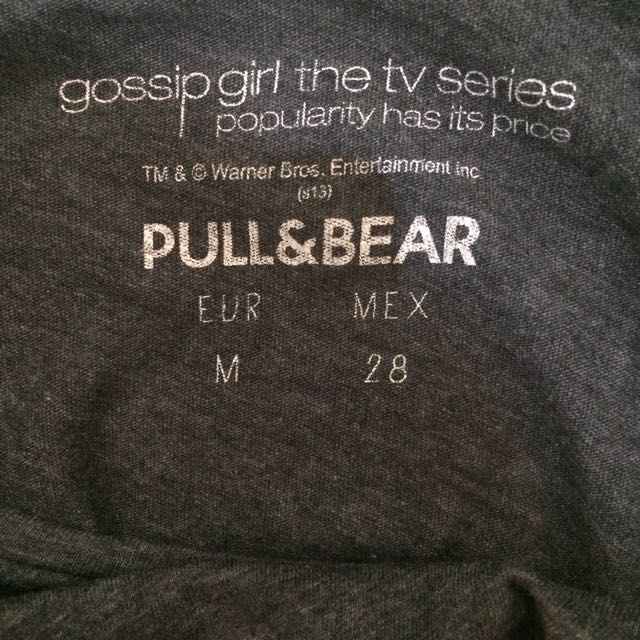 gossip girl the tv series
popularity has its price
TM & © Warner Bros. Entertainment Inc.
(s13)
PULL&BEAR
EUR MEX
M 28